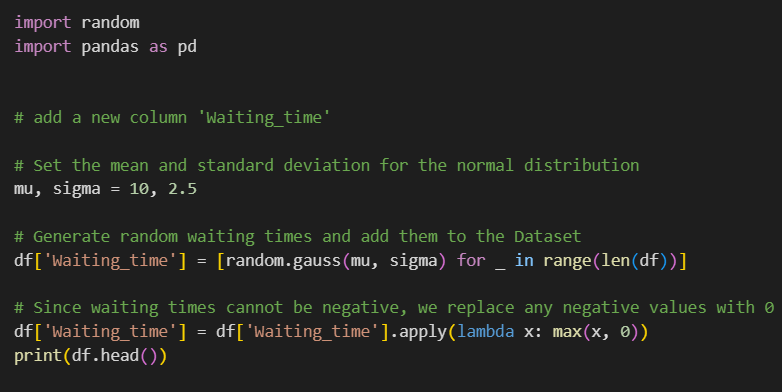 import random
import pandas as pd
# add a new column 'Waiting_time'
# Set the mean and standard deviation for the normal distribution
mu, sigma = 10, 2.5
# Generate random waiting times and add them to the Dataset
df['Waiting_time'] = [random.gauss(mu, sigma) for _ in range(len(df))]
# Since waiting times cannot be negative, we replace any negative values with 0
df['Waiting_time'] = df['Waiting_time'].apply(lambda x: max(x, 0))
print(df.head())